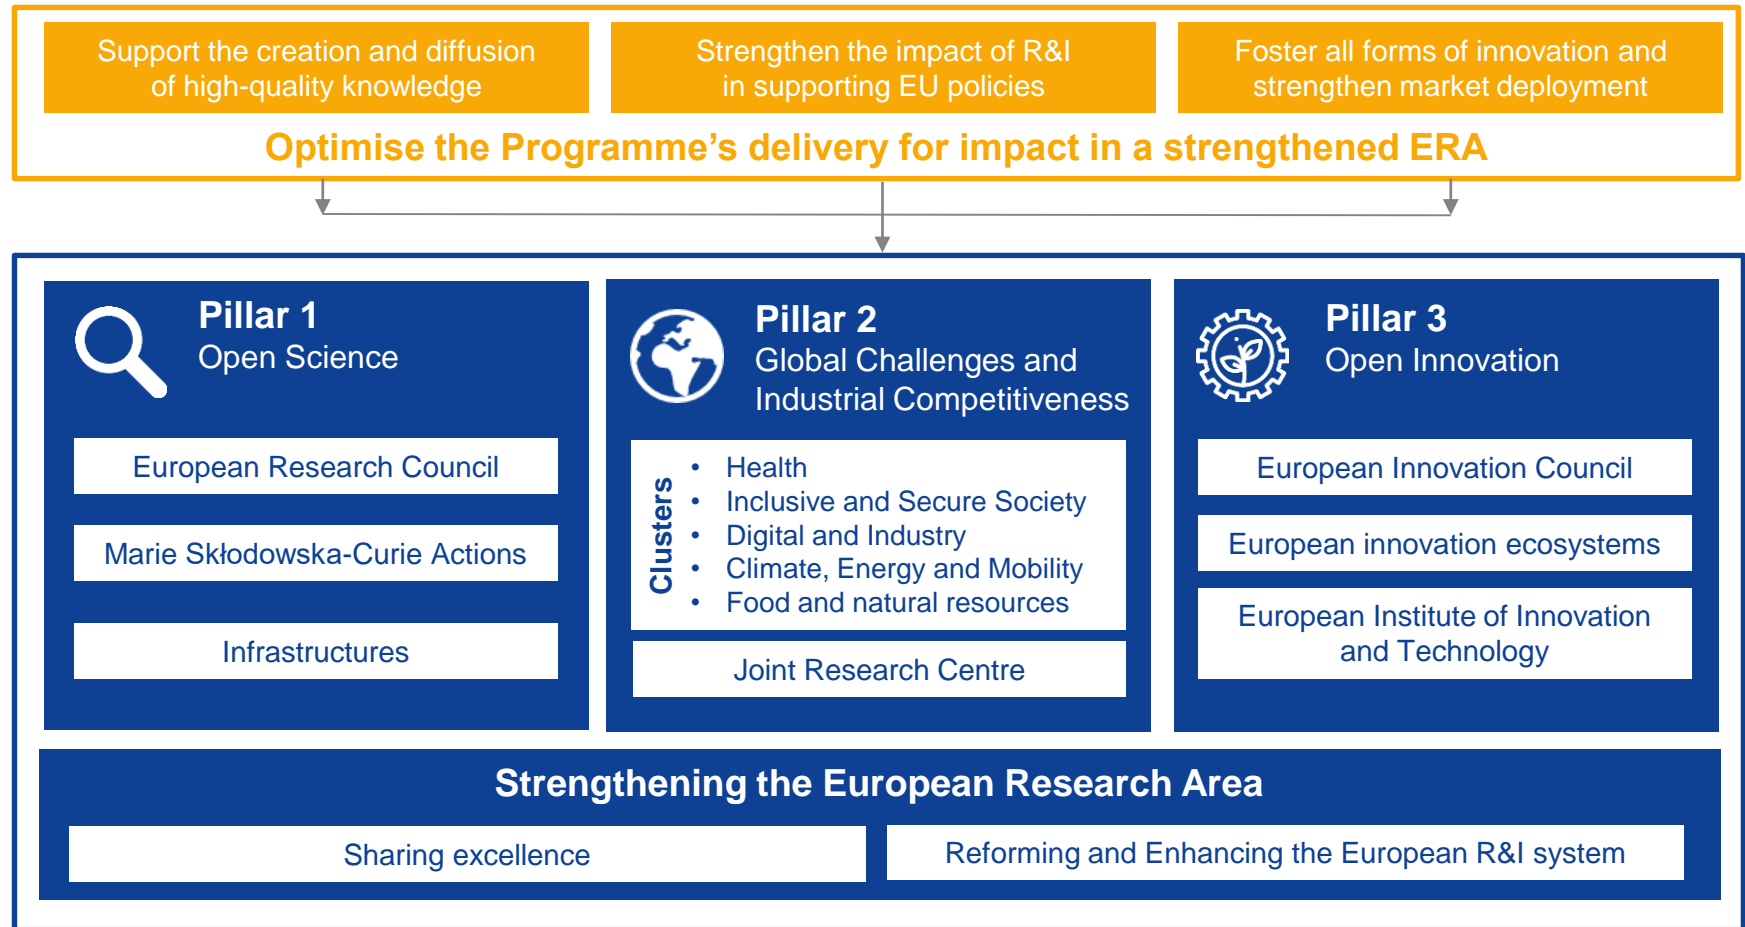 Support the creation and diffusion
of high-quality knowledge
Strengthen the impact of R&I
in supporting EU policies
Foster all forms of innovation and
strengthen market deployment
Optimise the Programme’s delivery for impact in a strengthened ERA
Pillar 1
Open Science
European Research Council
Marie Skłodowska-Curie Actions
Infrastructures
Pillar 2
Global Challenges and
Industrial Competitiveness
Clusters
• Health
• Inclusive and Secure Society
• Digital and Industry
• Climate, Energy and Mobility
• Food and natural resources
Joint Research Centre
Pillar 3
Open Innovation
European Innovation Council
European innovation ecosystems
European Institute of Innovation
and Technology
Strengthening the European Research Area
Sharing excellence
Reforming and Enhancing the European R&I system